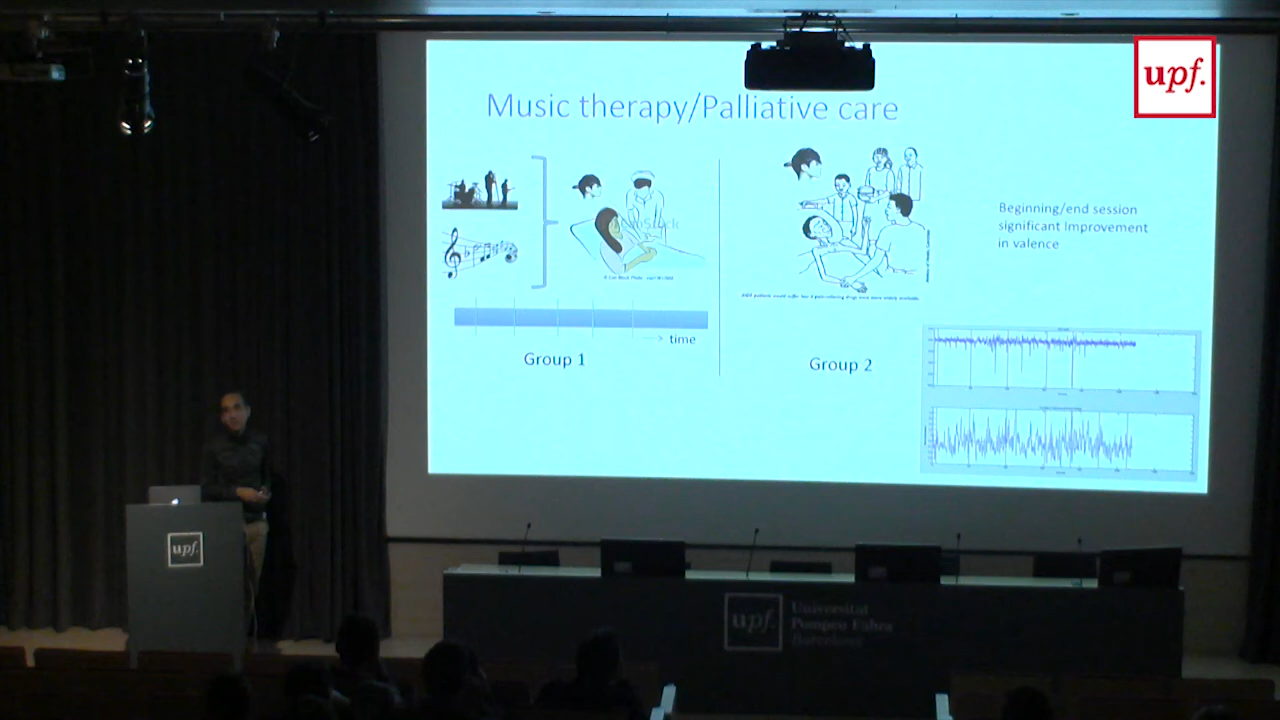 upf.
Music therapy/Palliative care
Beginning/end session
significant Improvement
in valence
time
Group 1
Group 2
upf.
upf.
Universitat
Pompeu Fabra
Barcelona